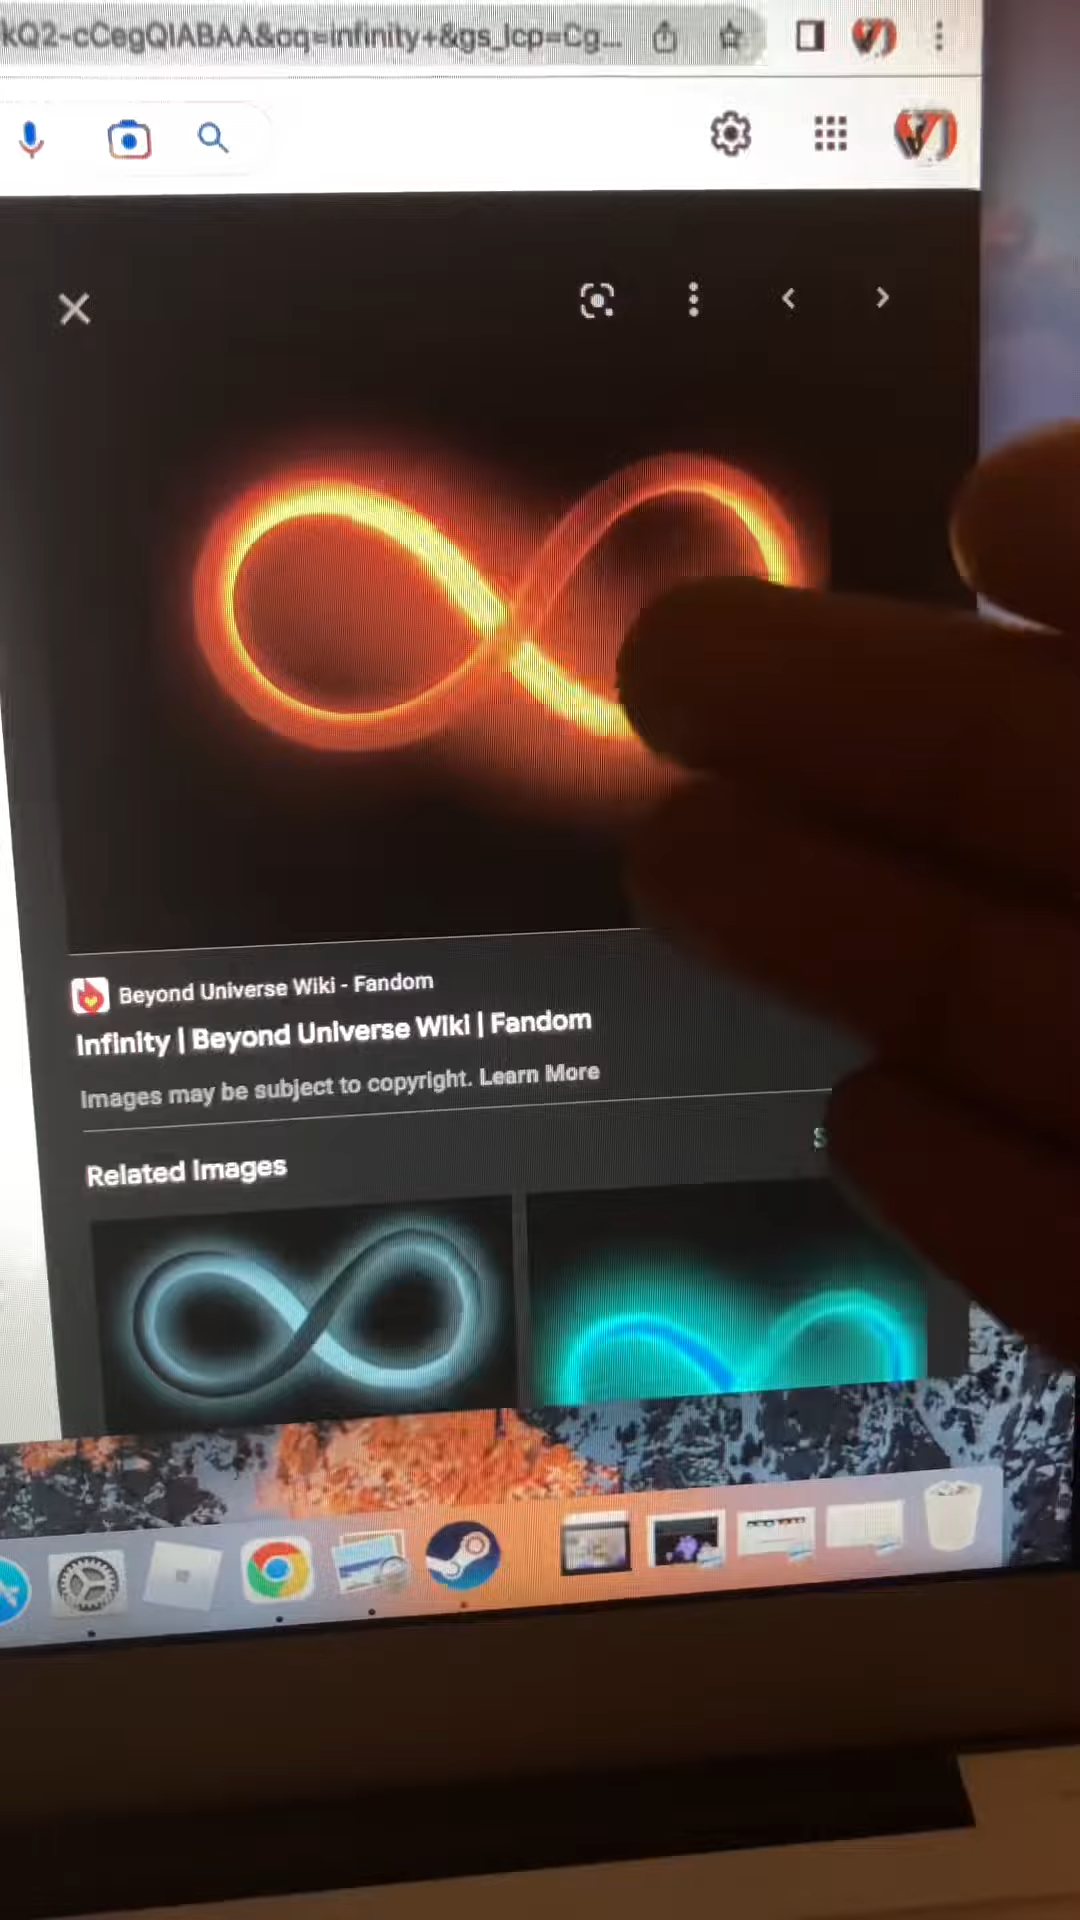 kQ2-cCegQIABAA&oq=infinity+&gs_lcp=Cg...
Beyond Universe Wiki - Fandom
Infinity | Beyond Universe Wiki | Fandom
Images may be subject to copyright. Learn More
Related Images
S